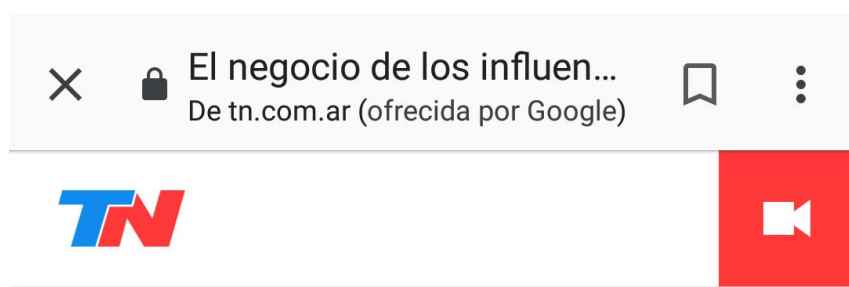 El negocio de los influen...
De tn.com.ar (ofrecida por Google)
TN